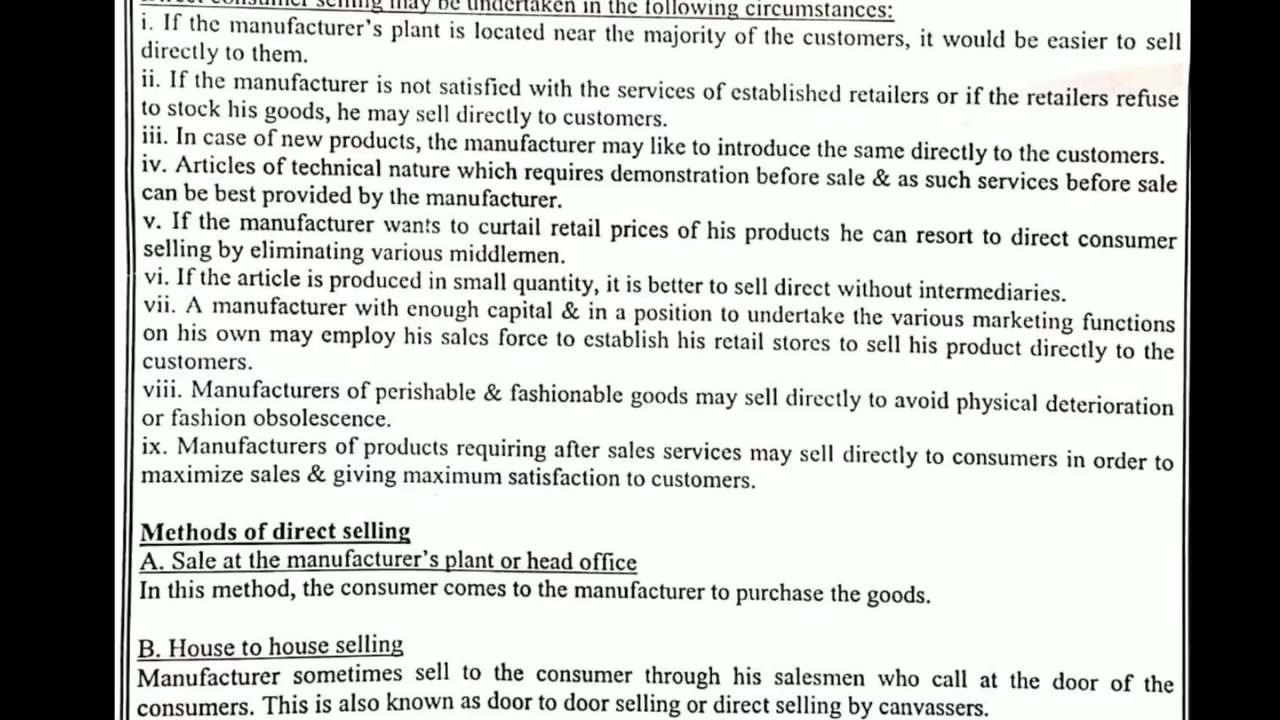 Direct consumer selling may be undertaken in the following circumstances:
i. If the manufacturer's plant is located near the majority of the customers, it would be easier to sell
directly to them.
ii. If the manufacturer is not satisfied with the services of established retailers or if the retailers refuse
to stock his goods, he may sell directly to customers.
iii. In case of new products, the manufacturer may like to introduce the same directly to the customers.
iv. Articles of technical nature which requires demonstration before sale & as such services before sale
can be best provided by the manufacturer.
v. If the manufacturer wants to curtail retail prices of his products he can resort to direct consumer
selling by eliminating various middlemen.
vi. If the article is produced in small quantity, it is better to sell direct without intermediaries.
vii. A manufacturer with enough capital & in a position to undertake the various marketing functions
on his own may employ his sales force to establish his retail stores to sell his product directly to the
customers.
viii. Manufacturers of perishable & fashionable goods may sell directly to avoid physical deterioration
or fashion obsolescence.
ix. Manufacturers of products requiring after sales services may sell directly to consumers in order to
maximize sales & giving maximum satisfaction to customers.
Methods of direct selling
A. Sale at the manufacturer's plant or head office
In this method, the consumer comes to the manufacturer to purchase the goods.
B. House to house selling
Manufacturer sometimes sell to the consumer through his salesmen who call at the door of the
consumers. This is also known as door to door selling or direct selling by canvassers.